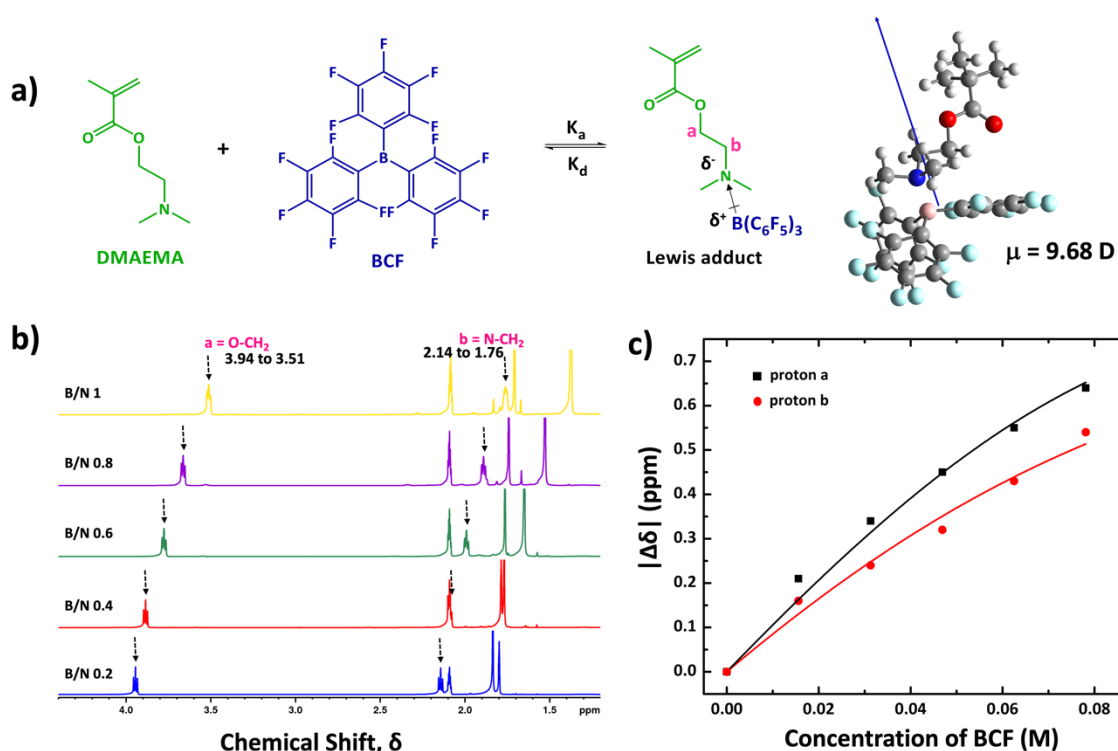 a)
O
O
N
DMAEMA
+
F F F F F F F F F F F F F FF
B
BCF
Kₐ
K_d
O
O
a
b
δ⁻
N
δ⁺
B(C₆F₅)₃
Lewis adduct
μ = 9.68 D
b)
a = O-CH₂
3.94 to 3.51
b = N-CH₂
2.14 to 1.76
B/N 1
B/N 0.8
B/N 0.6
B/N 0.4
B/N 0.2
4.0 3.5 3.0 2.5 2.0 ppm 1.5
Chemical Shift, δ
c)
proton a
proton b
|Δδ| (ppm)
0.7
0.6
0.5
0.4
0.3
0.2
0.1
0.0
0.00 0.02 0.04 0.06 0.08
Concentration of BCF (M)